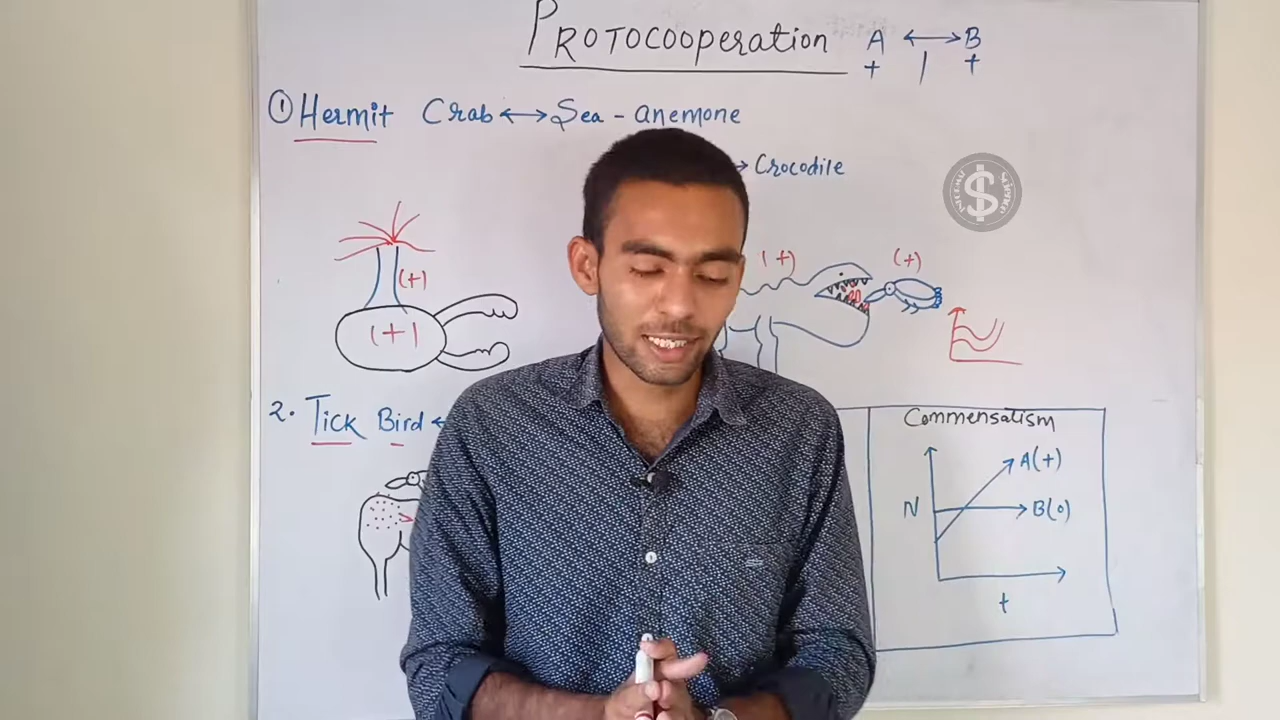 PROTOCOOPERATION A ↔ B
+ / +
① Hermit Crab ↔ Sea - anemone
→ Crocodile
$
(+) (+)
(+)
(+)
2. Tick Bird ←
Commensalism
A(+)
N B(0)
t